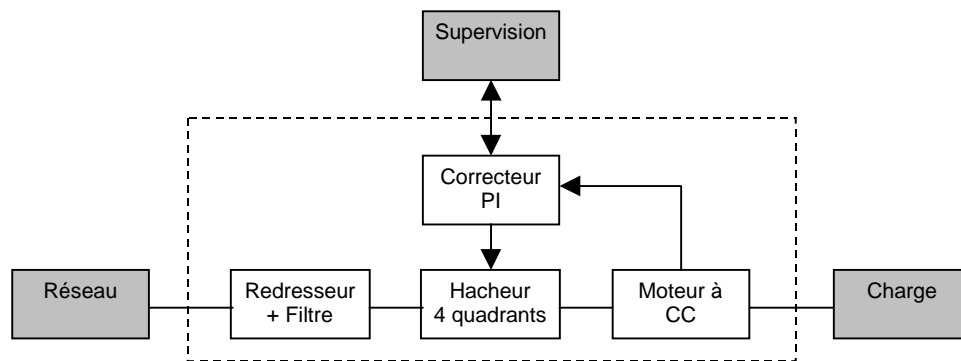 Supervision
Correcteur
PI
Réseau
Redresseur
+ Filtre
Hacheur
4 quadrants
Moteur à
CC
Charge